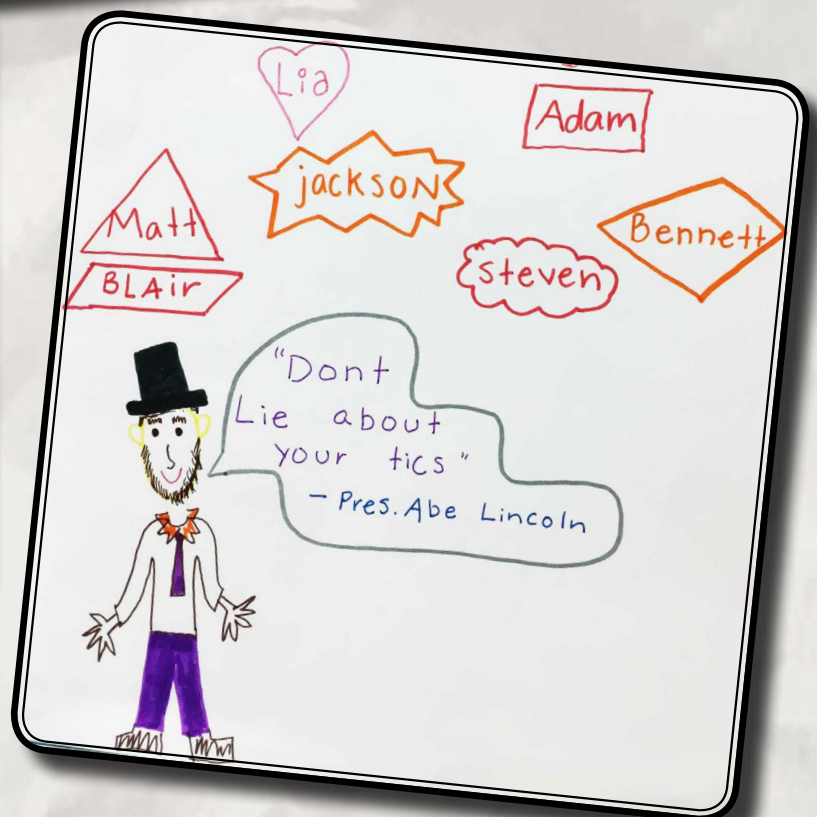 Lia
Adam
jackson
Matt
Bennett
Steven
BLAir
"Dont
Lie about
your tics"
- Pres. Abe Lincoln